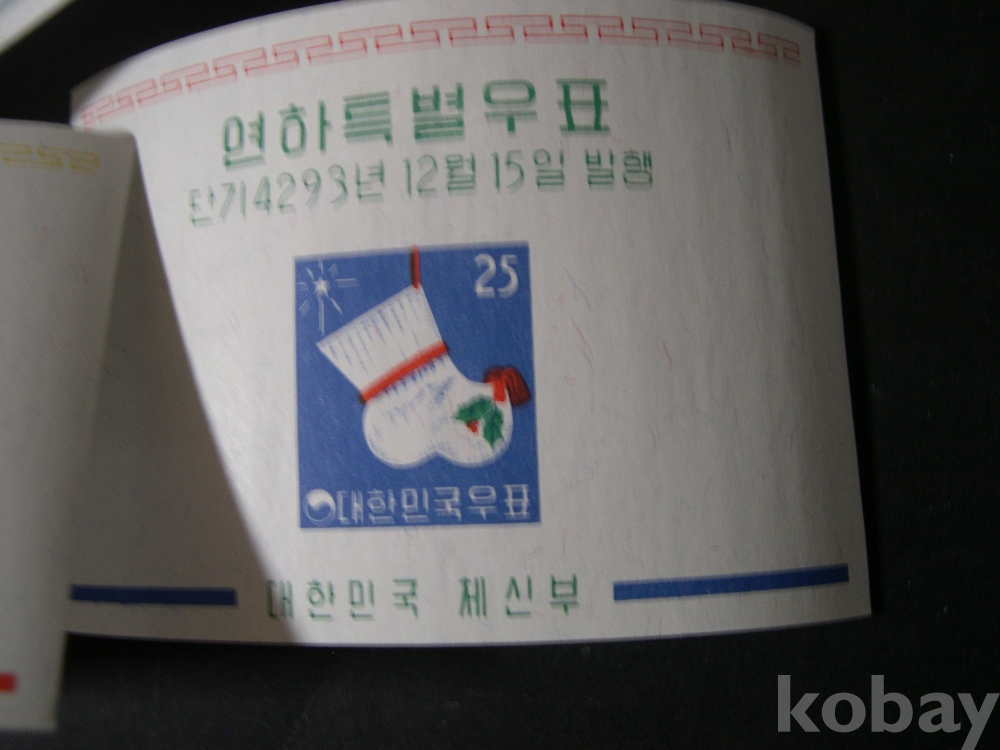 연하특별우표
단기4293년 12월 15일 발행
25
대한민국우표
대한민국 체신부
kobay